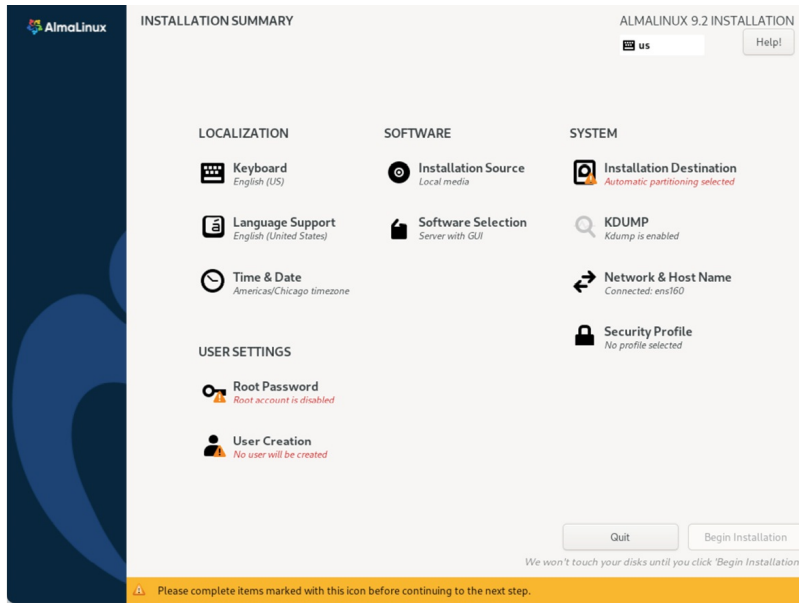 AlmaLinux
INSTALLATION SUMMARY
ALMALINUX 9.2 INSTALLATION
us
Help!
LOCALIZATION
Keyboard
English (US)
Language Support
English (United States)
Time & Date
Americas/Chicago timezone
SOFTWARE
Installation Source
Local media
Software Selection
Server with GUI
SYSTEM
Installation Destination
Automatic partitioning selected
KDUMP
Kdump is enabled
Network & Host Name
Connected: ens160
Security Profile
No profile selected
USER SETTINGS
Root Password
Root account is disabled
User Creation
No user will be created
Quit
Begin Installation
We won't touch your disks until you click 'Begin Installation
Please complete items marked with this icon before continuing to the next step.